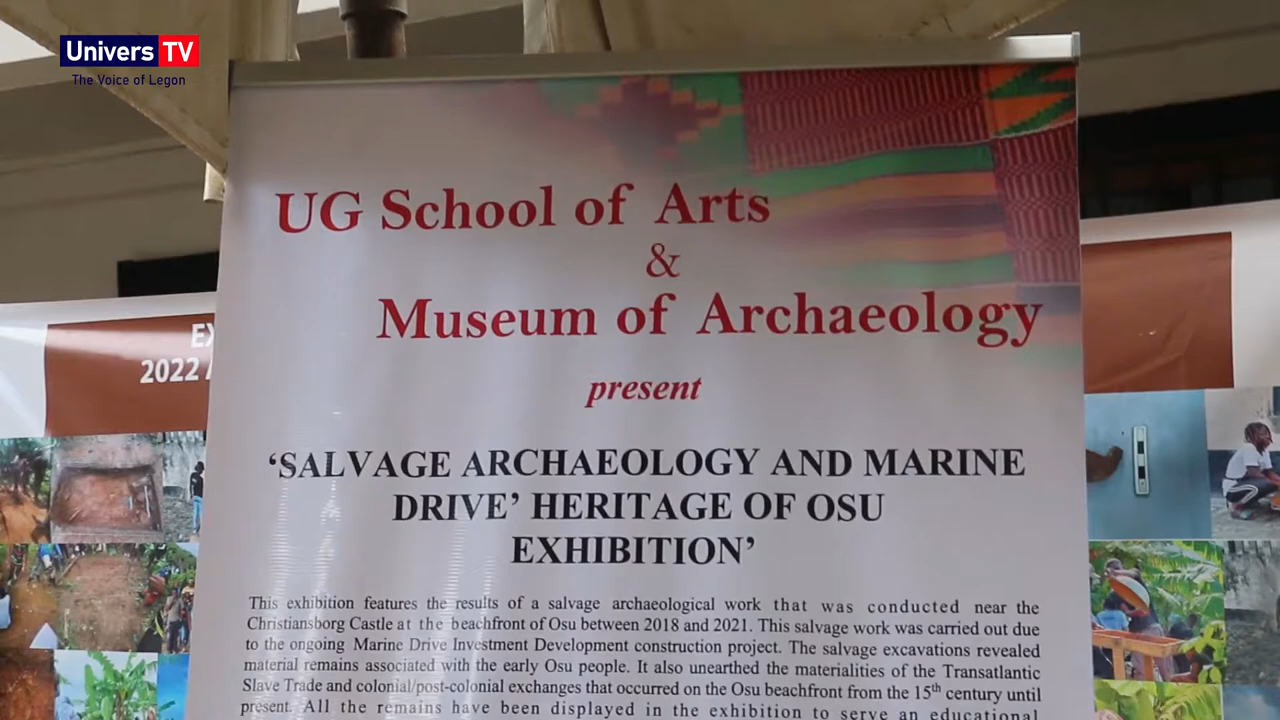 Univers TV
The Voice of Legon
UG School of Arts
&
Museum of Archaeology
present
‘SALVAGE ARCHAEOLOGY AND MARINE
DRIVE’ HERITAGE OF OSU
EXHIBITION’
This exhibition features the results of a salvage archaeological work that was conducted near the
Christiansborg Castle at the beachfront of Osu between 2018 and 2021. This salvage work was carried out due
to the ongoing Marine Drive Investment Development construction project. The salvage excavations revealed
material remains associated with the early Osu people. It also unearthed the materialities of the Transatlantic
Slave Trade and colonial/post-colonial exchanges that occurred on the Osu beachfront from the 15th century until
present. All the remains have been displayed in the exhibition to serve an educational
2022